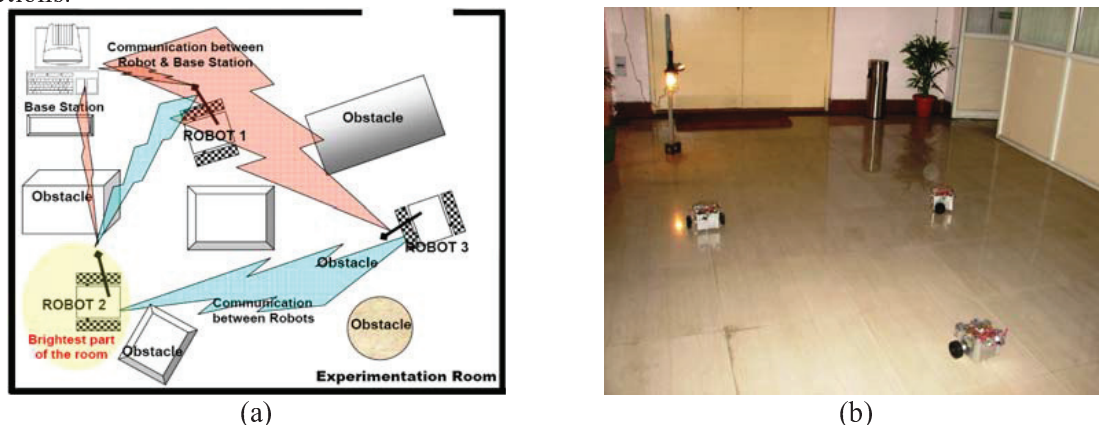 ctions.
Communication between
Robot & Base Station
Base Station
ROBOT 1
Obstacle
Obstacle
ROBOT 3
Obstacle
ROBOT 2
Communication
between Robots
Obstacle
Brightest part
of the room
Obstacle
Experimentation Room
(a)
(b)